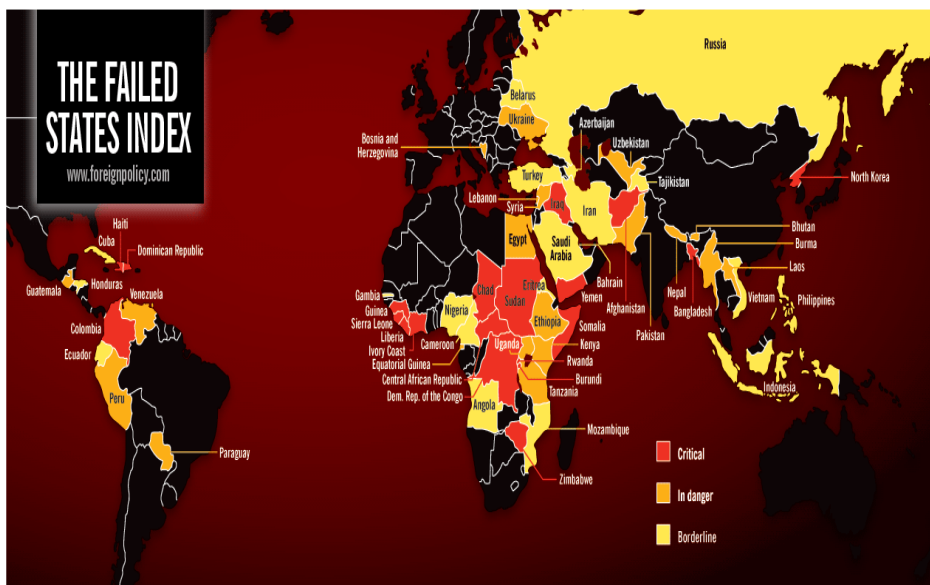 THE FAILED
STATES INDEX
www.foreignpolicy.com
Russia
Belarus
Ukraine
Azerbaijan
Bosnia and
Herzegovina
Uzbekistan
Turkey
Tajikistan
North Korea
Lebanon
Iraq
Iran
Syria
Haiti
Cuba
Dominican Republic
Egypt
Saudi
Arabia
Bhutan
Burma
Laos
Guatemala
Honduras
Venezuela
Gambia
Guinea
Sierra Leone
Liberia
Ivory Coast
Chad
Sudan
Eritrea
Bahrain
Yemen
Afghanistan
Nepal
Bangladesh
Vietnam
Philippines
Colombia
Nigeria
Cameroon
Ethiopia
Somalia
Pakistan
Ecuador
Equatorial Guinea
Uganda
Kenya
Rwanda
Central African Republic
Burundi
Dem. Rep. of the Congo
Tanzania
Indonesia
Peru
Angola
Mozambique
Paraguay
Zimbabwe
Critical
In danger
Borderline